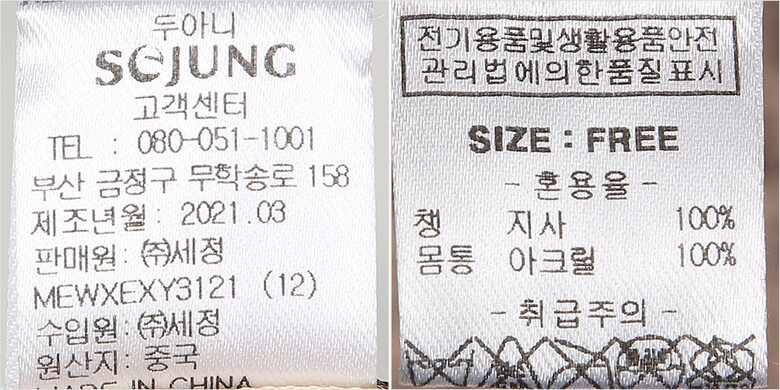 두아니
SEJUNG
고객센터
TEL : 080-051-1001
부산 금정구 무학송로 158
제조년월 : 2021.03
판매원 : ㈜세정
MEWXEXY3121 (12)
수입원 : ㈜세정
원산지 : 중국
MADE IN CHINA
전기용품및생활용품안전
관리법에의한품질표시
SIZE : FREE
- 혼용율 -
챙 지사 100%
몸통 아크릴 100%
- 취급주의 -